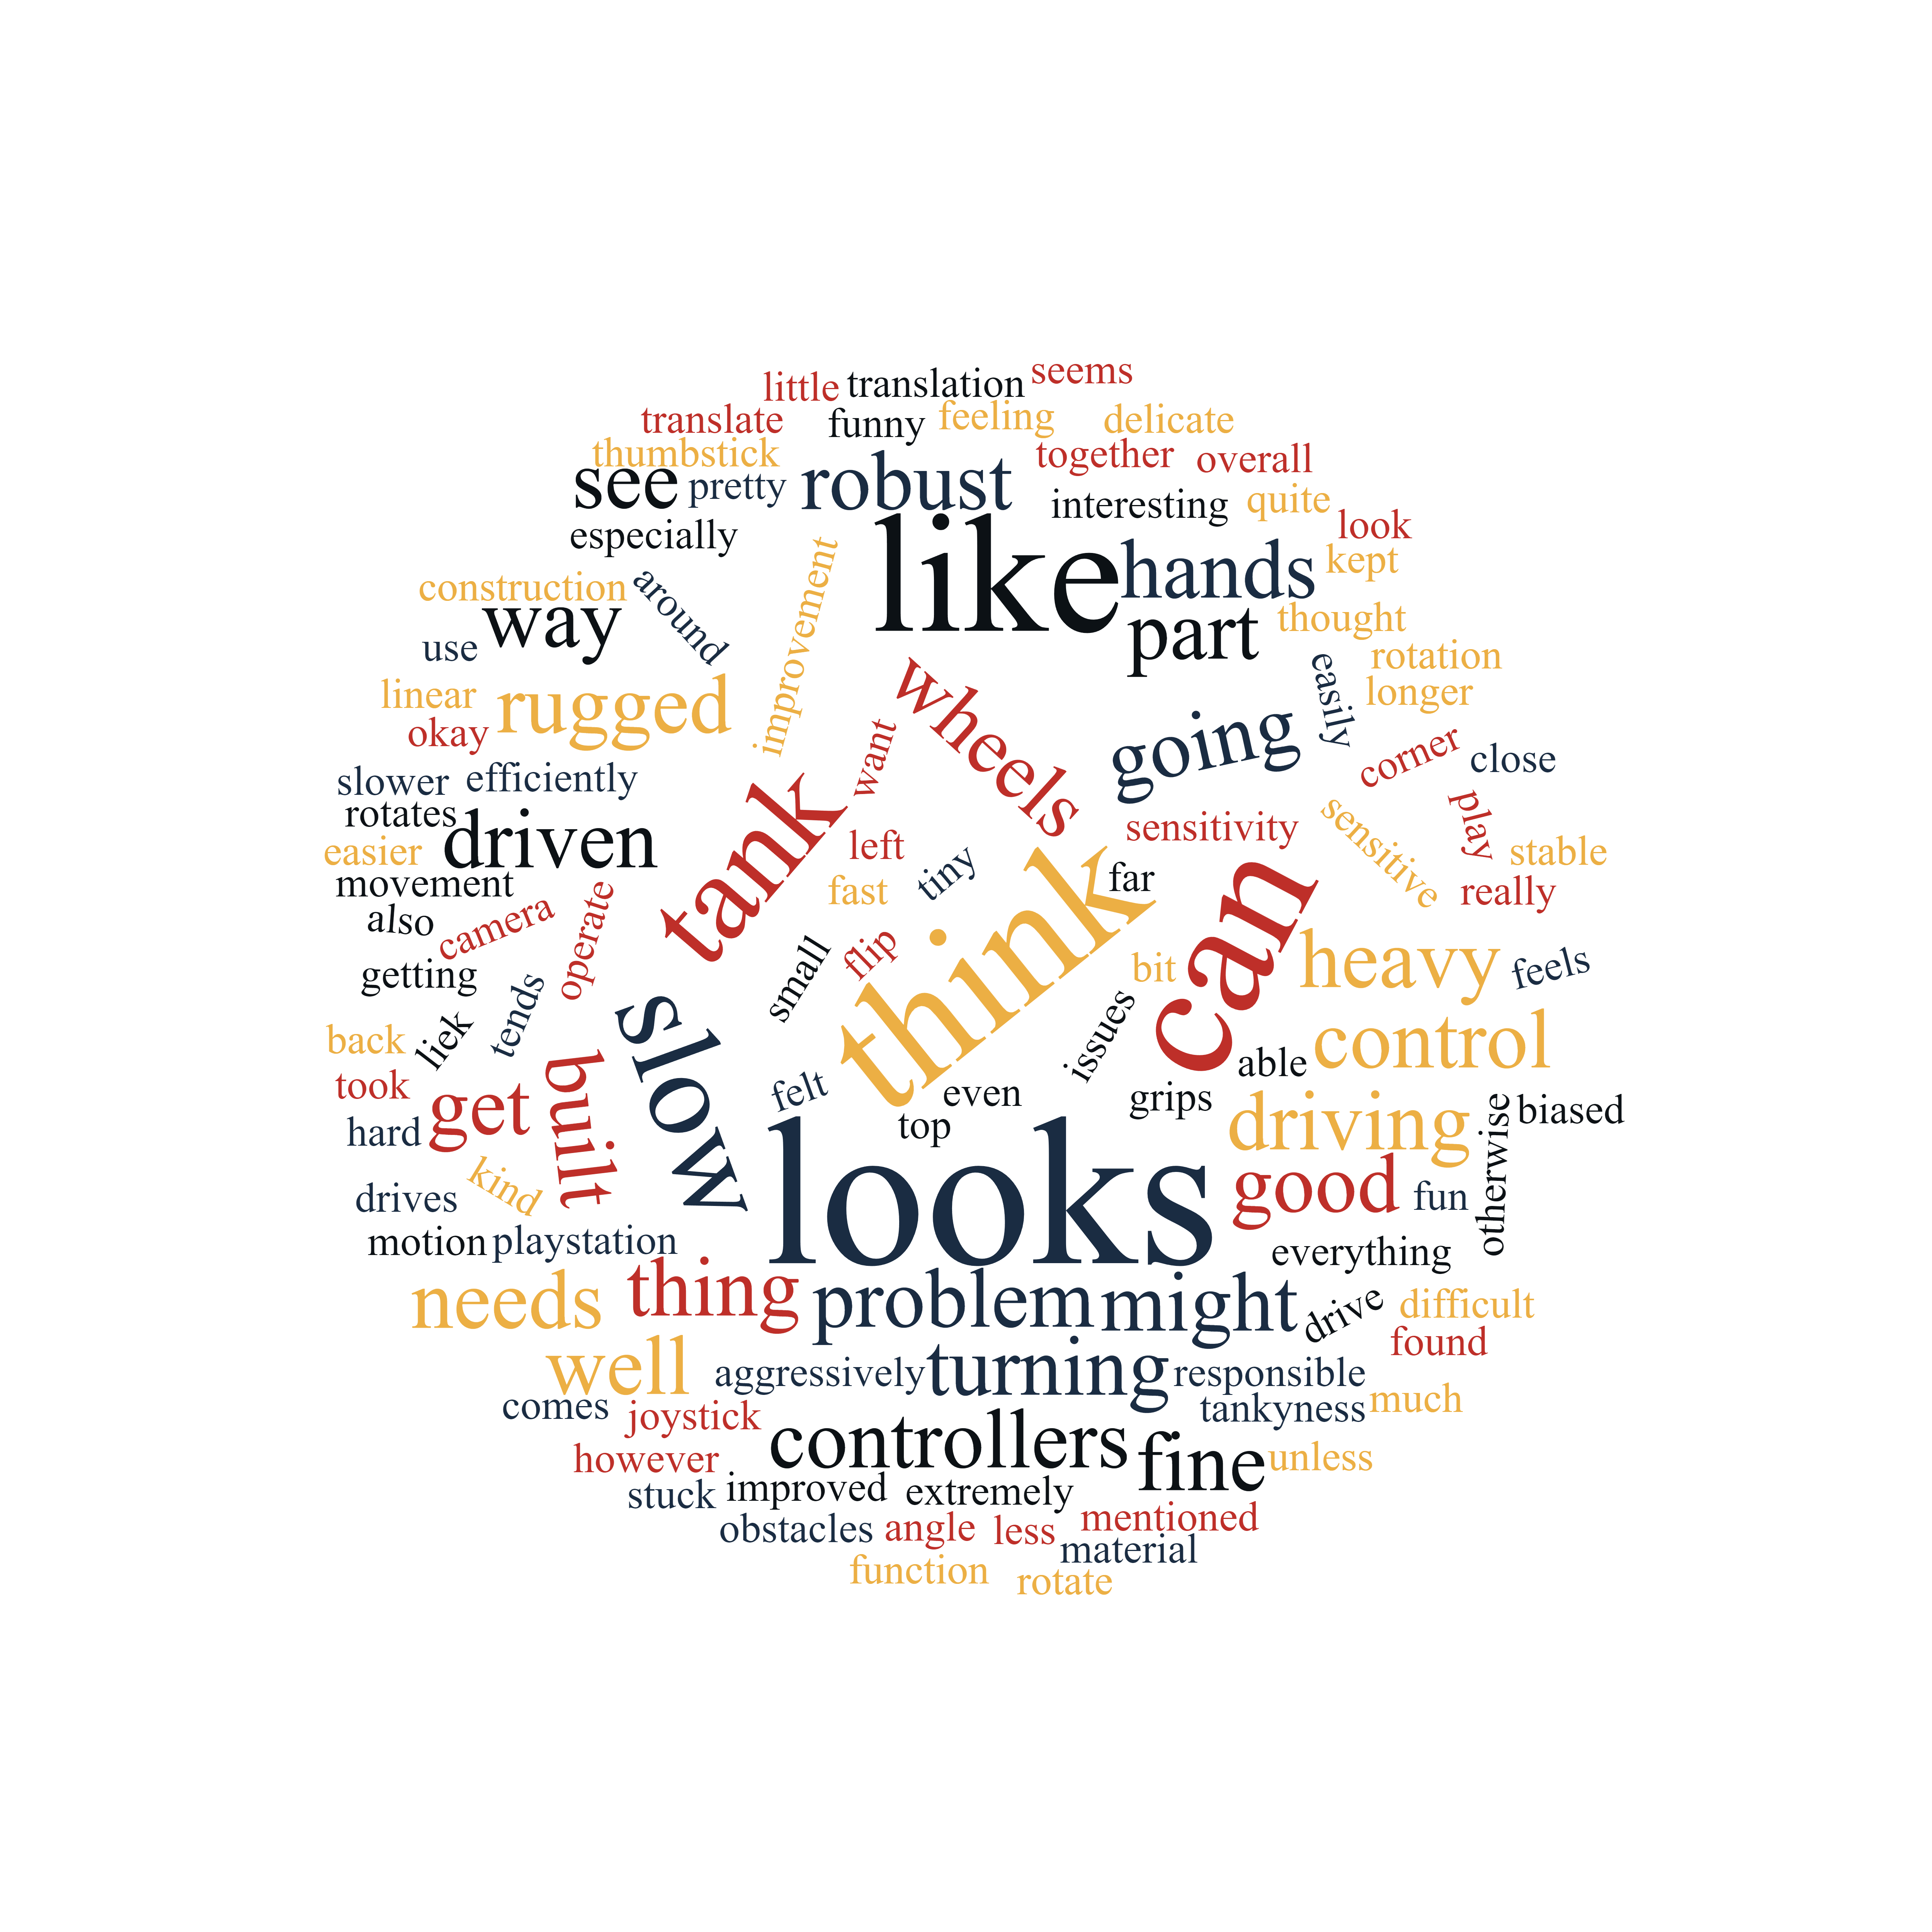 seems
little
translation
translate
funny
feeling
delicate
thumbstick
together
overall
see
pretty
robust
interesting
quite
especially
look
like
hands
kept
construction
around
improvement
way
part
thought
use
easily
rotation
linear
rugged
wheels
longer
okay
want
going
corner
close
slower
efficiently
rotates
tank
left
sensitivity
play
driven
sensitive
easier
stable
movement
fast
tiny
think
far
can
really
also
camera
operate
small
flip
bit
heavy
feels
getting
liek
tends
slow
issues
able
control
back
felt
even
took
get
built
top
grips
driving
biased
hard
otherwise
looks
drives
kind
good
fun
motion
playstation
everything
needs
thing
problem
might
drive
difficult
found
well
aggressively
turning
responsible
comes
joystick
tankyness
much
however
controllers
fine
unless
stuck
improved
extremely
obstacles
angle
less
mentioned
material
function
rotate